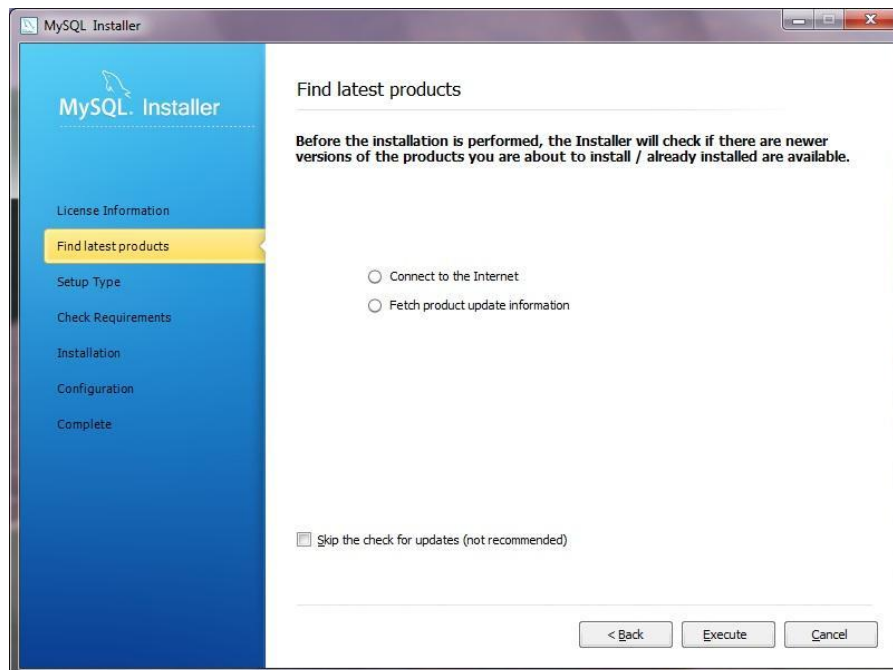 MySQL Installer
MySQL. Installer
License Information
Find latest products
Setup Type
Check Requirements
Installation
Configuration
Complete
Find latest products
Before the installation is performed, the Installer will check if there are newer
versions of the products you are about to install / already installed are available.
Connect to the Internet
Fetch product update information
Skip the check for updates (not recommended)
< Back
Execute
Cancel